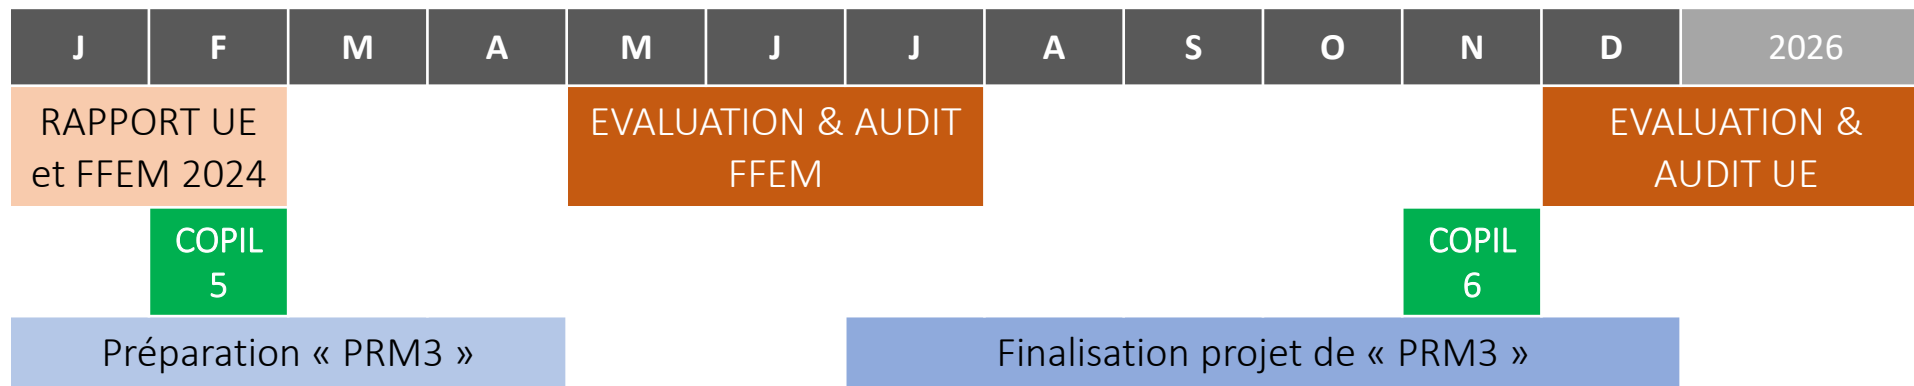 J F M A M J J A S O N D 2026
RAPPORT UE
et FFEM 2024
EVALUATION & AUDIT
FFEM
EVALUATION &
AUDIT UE
COPIL
5
COPIL
6
Préparation « PRM3 »
Finalisation projet de « PRM3 »